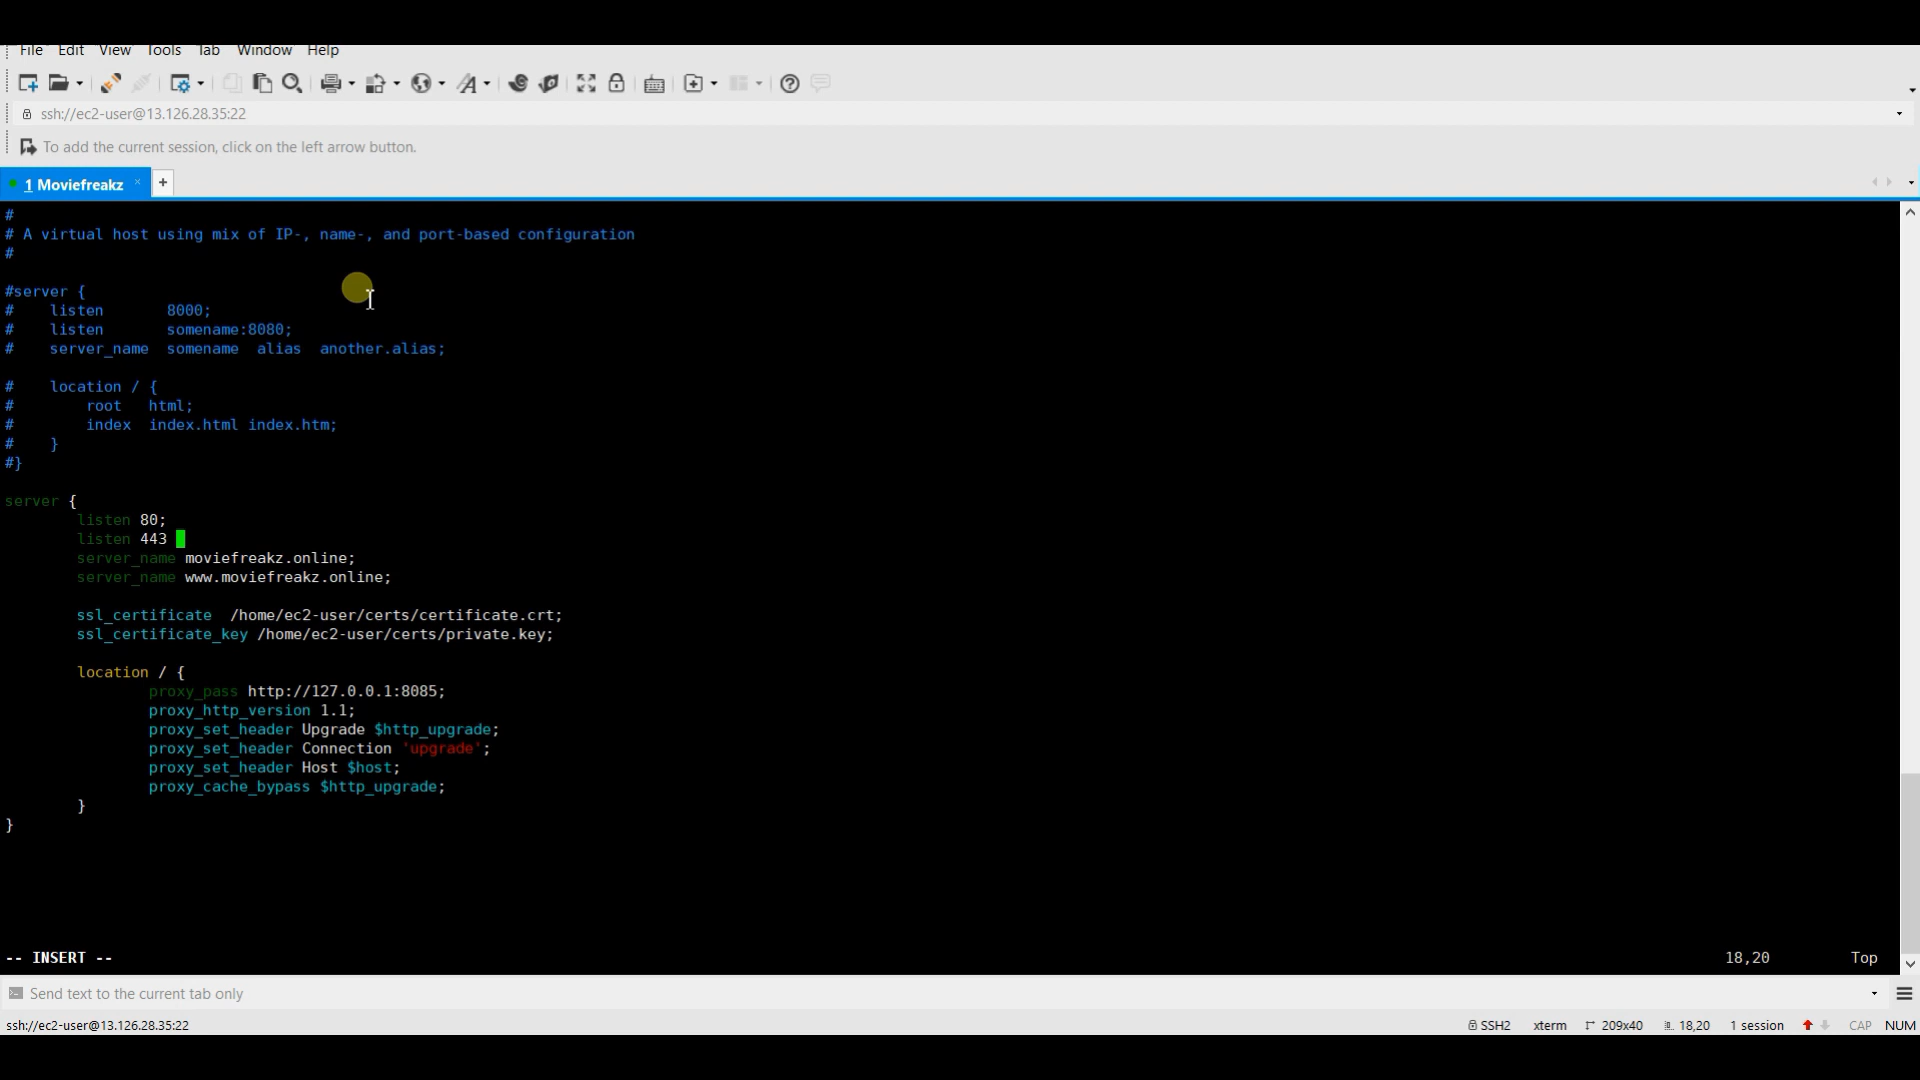 File Edit View Tools Tab Window Help
ssh://ec2-user@13.126.28.35:22
To add the current session, click on the left arrow button.
1 Moviefreakz × +
#
# A virtual host using mix of IP-, name-, and port-based configuration
#
#server {
#    listen       8000;
#    listen       somename:8080;
#    server_name  somename  alias  another.alias;
#    location / {
#        root   html;
#        index  index.html index.htm;
#    }
#}
server {
        listen 80;
        listen 443
        server_name moviefreakz.online;
        server_name www.moviefreakz.online;
        ssl_certificate  /home/ec2-user/certs/certificate.crt;
        ssl_certificate_key /home/ec2-user/certs/private.key;
        location / {
                proxy_pass http://127.0.0.1:8085;
                proxy_http_version 1.1;
                proxy_set_header Upgrade $http_upgrade;
                proxy_set_header Connection 'upgrade';
                proxy_set_header Host $host;
                proxy_cache_bypass $http_upgrade;
        }
}
-- INSERT -- 18,20 Top
Send text to the current tab only
ssh://ec2-user@13.126.28.35:22 SSH2 xterm 209x40 18,20 1 session CAP NUM